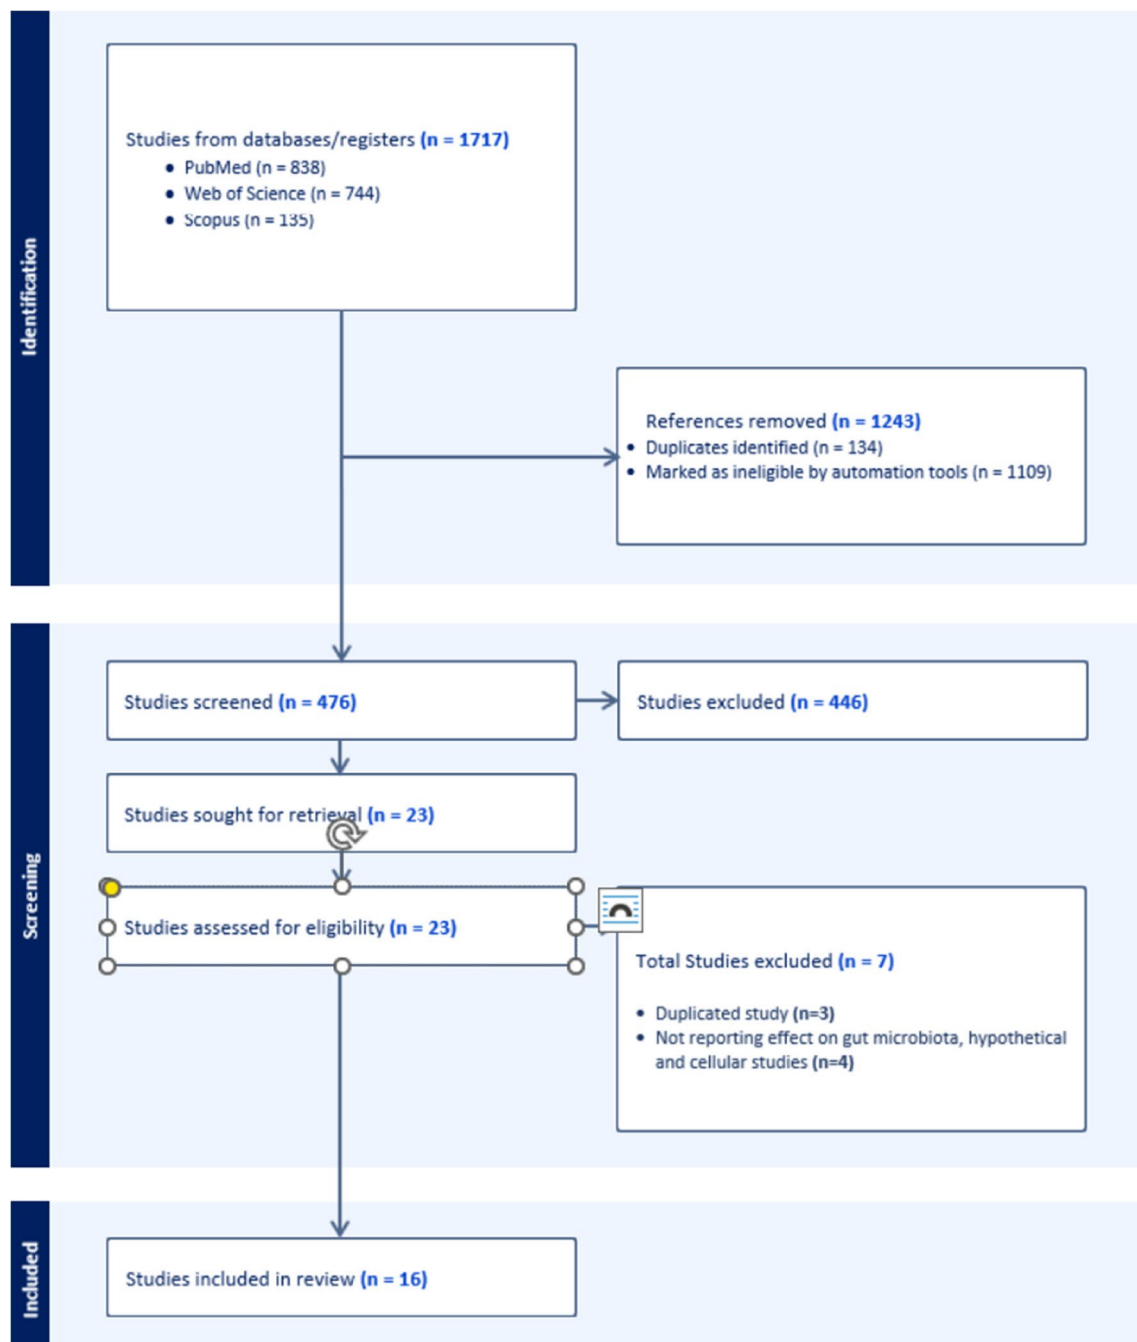 Identification
Studies from databases/registers (n = 1717)
• PubMed (n = 838)
• Web of Science (n = 744)
• Scopus (n = 135)
References removed (n = 1243)
• Duplicates identified (n = 134)
• Marked as ineligible by automation tools (n = 1109)
Screening
Studies screened (n = 476)
Studies excluded (n = 446)
Studies sought for retrieval (n = 23)
Studies assessed for eligibility (n = 23)
Total Studies excluded (n = 7)
• Duplicated study (n=3)
• Not reporting effect on gut microbiota, hypothetical
and cellular studies (n=4)
Included
Studies included in review (n = 16)